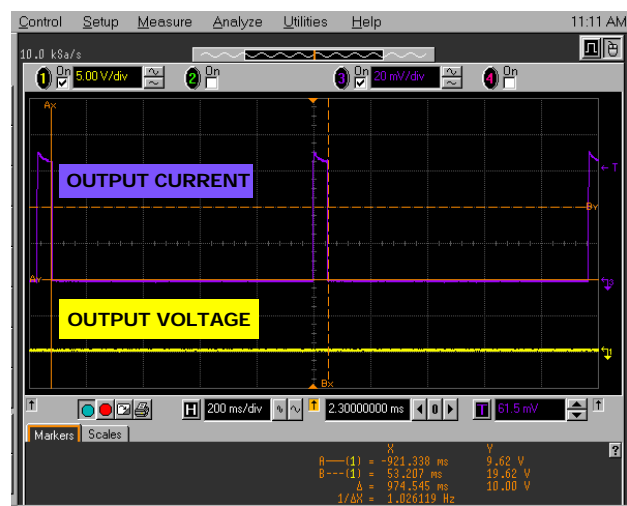 Control Setup Measure Analyze Utilities Help 11:11 AM
10.0 kSa/s
1 On 5.00 V/div 2 On 3 On 20 mV/div 4 On
Ax
T
OUTPUT CURRENT
By
Ay
OUTPUT VOLTAGE
1
Bx
H 200 ms/div 2.30000000 ms 0 T 61.5 mV
Markers Scales
?
X Y
A---(1) = -921.338 ms 9.62 V
B---(1) = 53.207 ms 19.62 V
Δ = 974.545 ms 10.00 V
1/ΔX = 1.026119 Hz